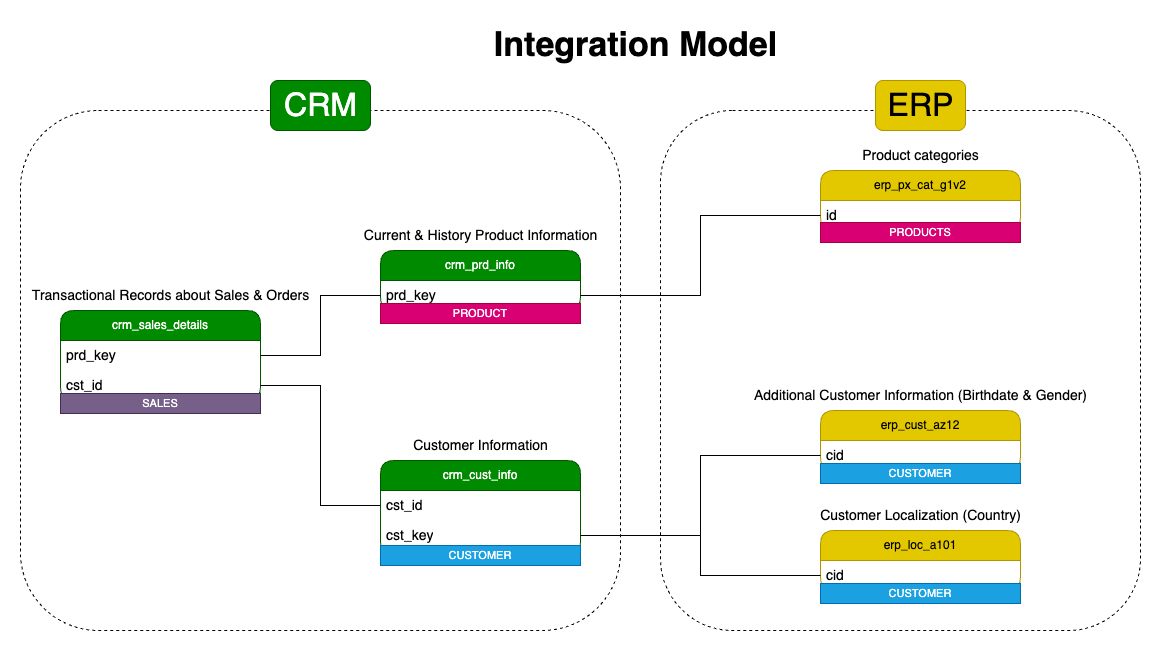 Integration Model
CRM
ERP
Product categories
erp_px_cat_g1v2
id
PRODUCTS
Current & History Product Information
crm_prd_info
prd_key
PRODUCT
Transactional Records about Sales & Orders
crm_sales_details
prd_key
cst_id
SALES
Additional Customer Information (Birthdate & Gender)
erp_cust_az12
cid
CUSTOMER
Customer Information
crm_cust_info
cst_id
cst_key
CUSTOMER
Customer Localization (Country)
erp_loc_a101
cid
CUSTOMER